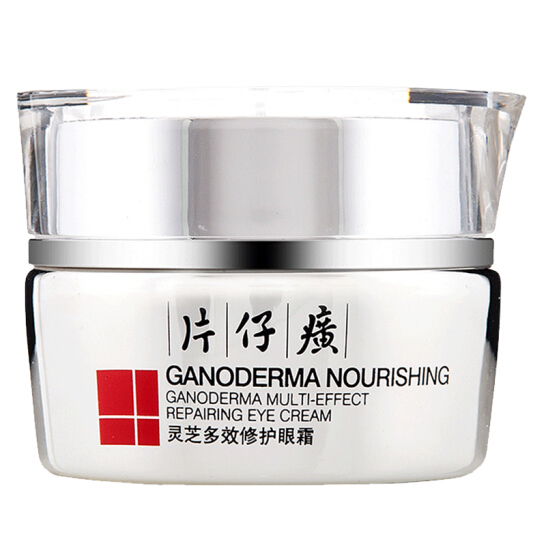 片仔癀
GANODERMA NOURISHING
GANODERMA MULTI-EFFECT
REPAIRING EYE CREAM
灵芝多效修护眼霜